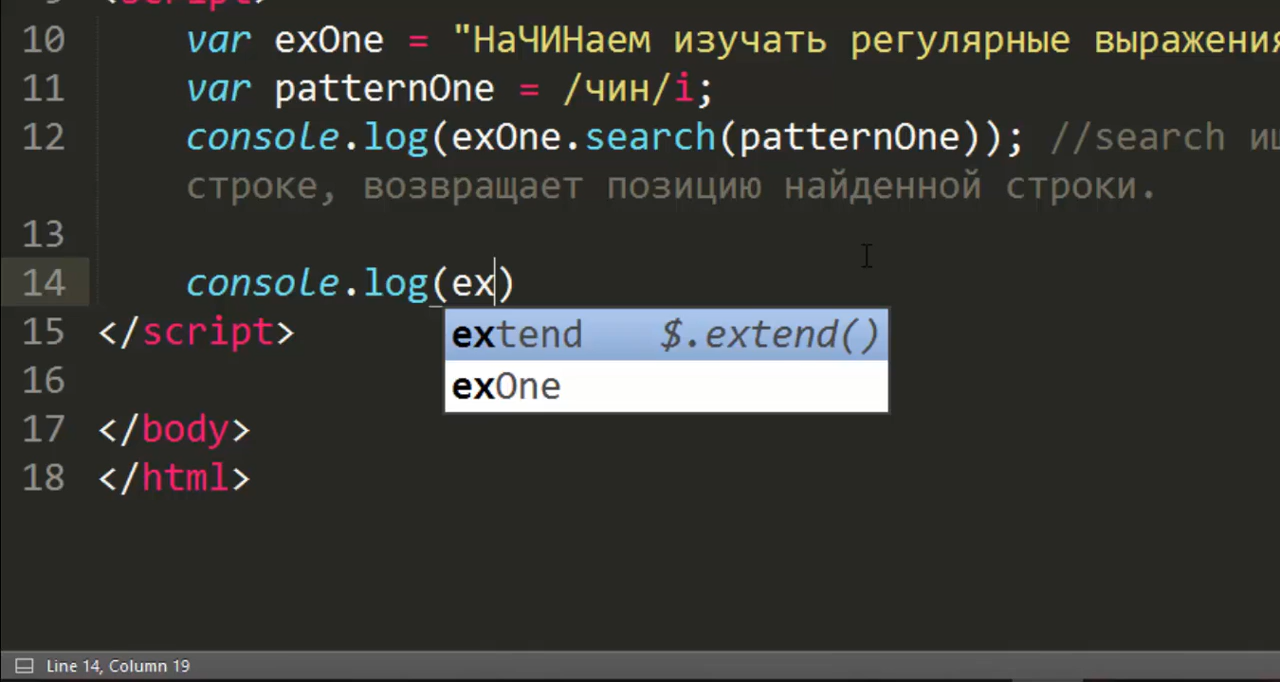 9 <script>
10 var exOne = "НаЧИНаем изучать регулярные выражения
11 var patternOne = /чин/i;
12 console.log(exOne.search(patternOne)); //search
строке, возвращает позицию найденной строки.
13
14 console.log(ex)
extend $.extend()
15 </script>
exOne
16
17 </body>
18 </html>
Line 14, Column 19